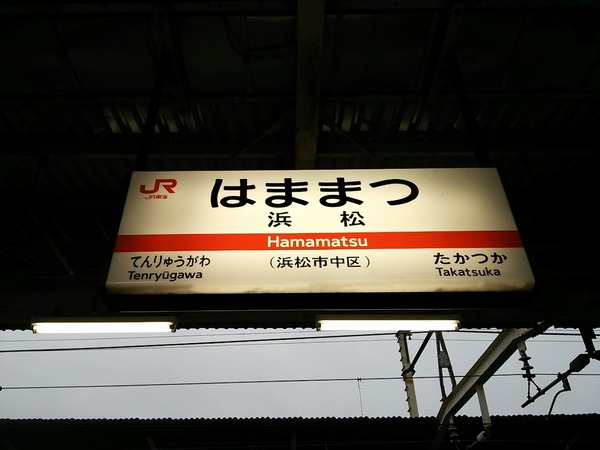 JR
JR東海
はままつ
浜松
Hamamatsu
てんりゅうがわ
Tenryūgawa
(浜松市中区)
たかつか
Takatsuka